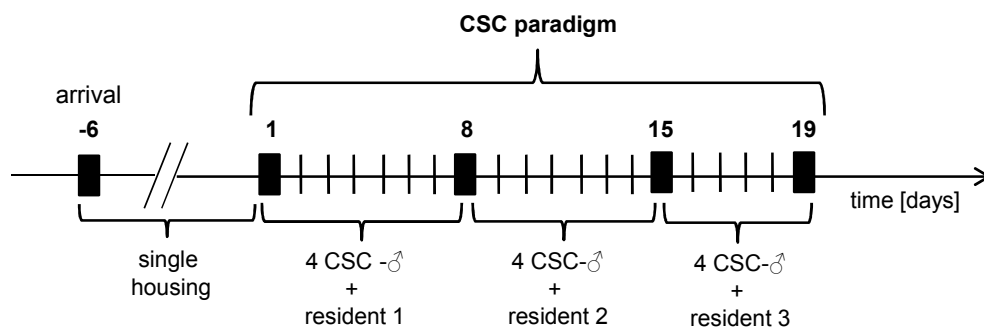 CSC paradigm
arrival
-6 1 8 15 19
time [days]
single
housing
4 CSC -♂
+
resident 1
4 CSC-♂
+
resident 2
4 CSC-♂
+
resident 3